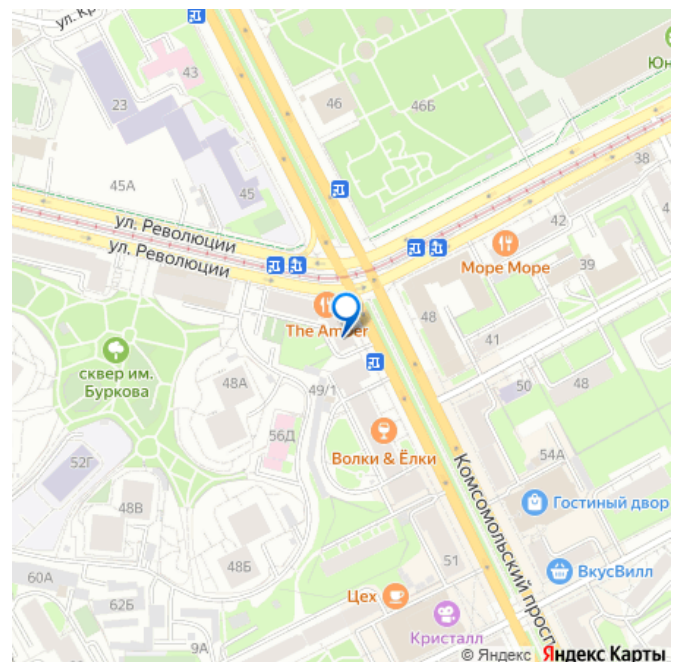 ул. Кр
43
23
46
46Б
Юн
45А
45
38
42
ул. Революции
ул. Революции
Море Море
39
The Amber
48
41
сквер им.
Буркова
48А
49/1
50
48
56Д
52Г
Волки & Ёлки
54А
Комсомольский просп
Гостиный двор
48В
51
ВкусВилл
60А
48Б
62Б
Цех
9А
Кристалл
© Яндекс Яндекс Карты